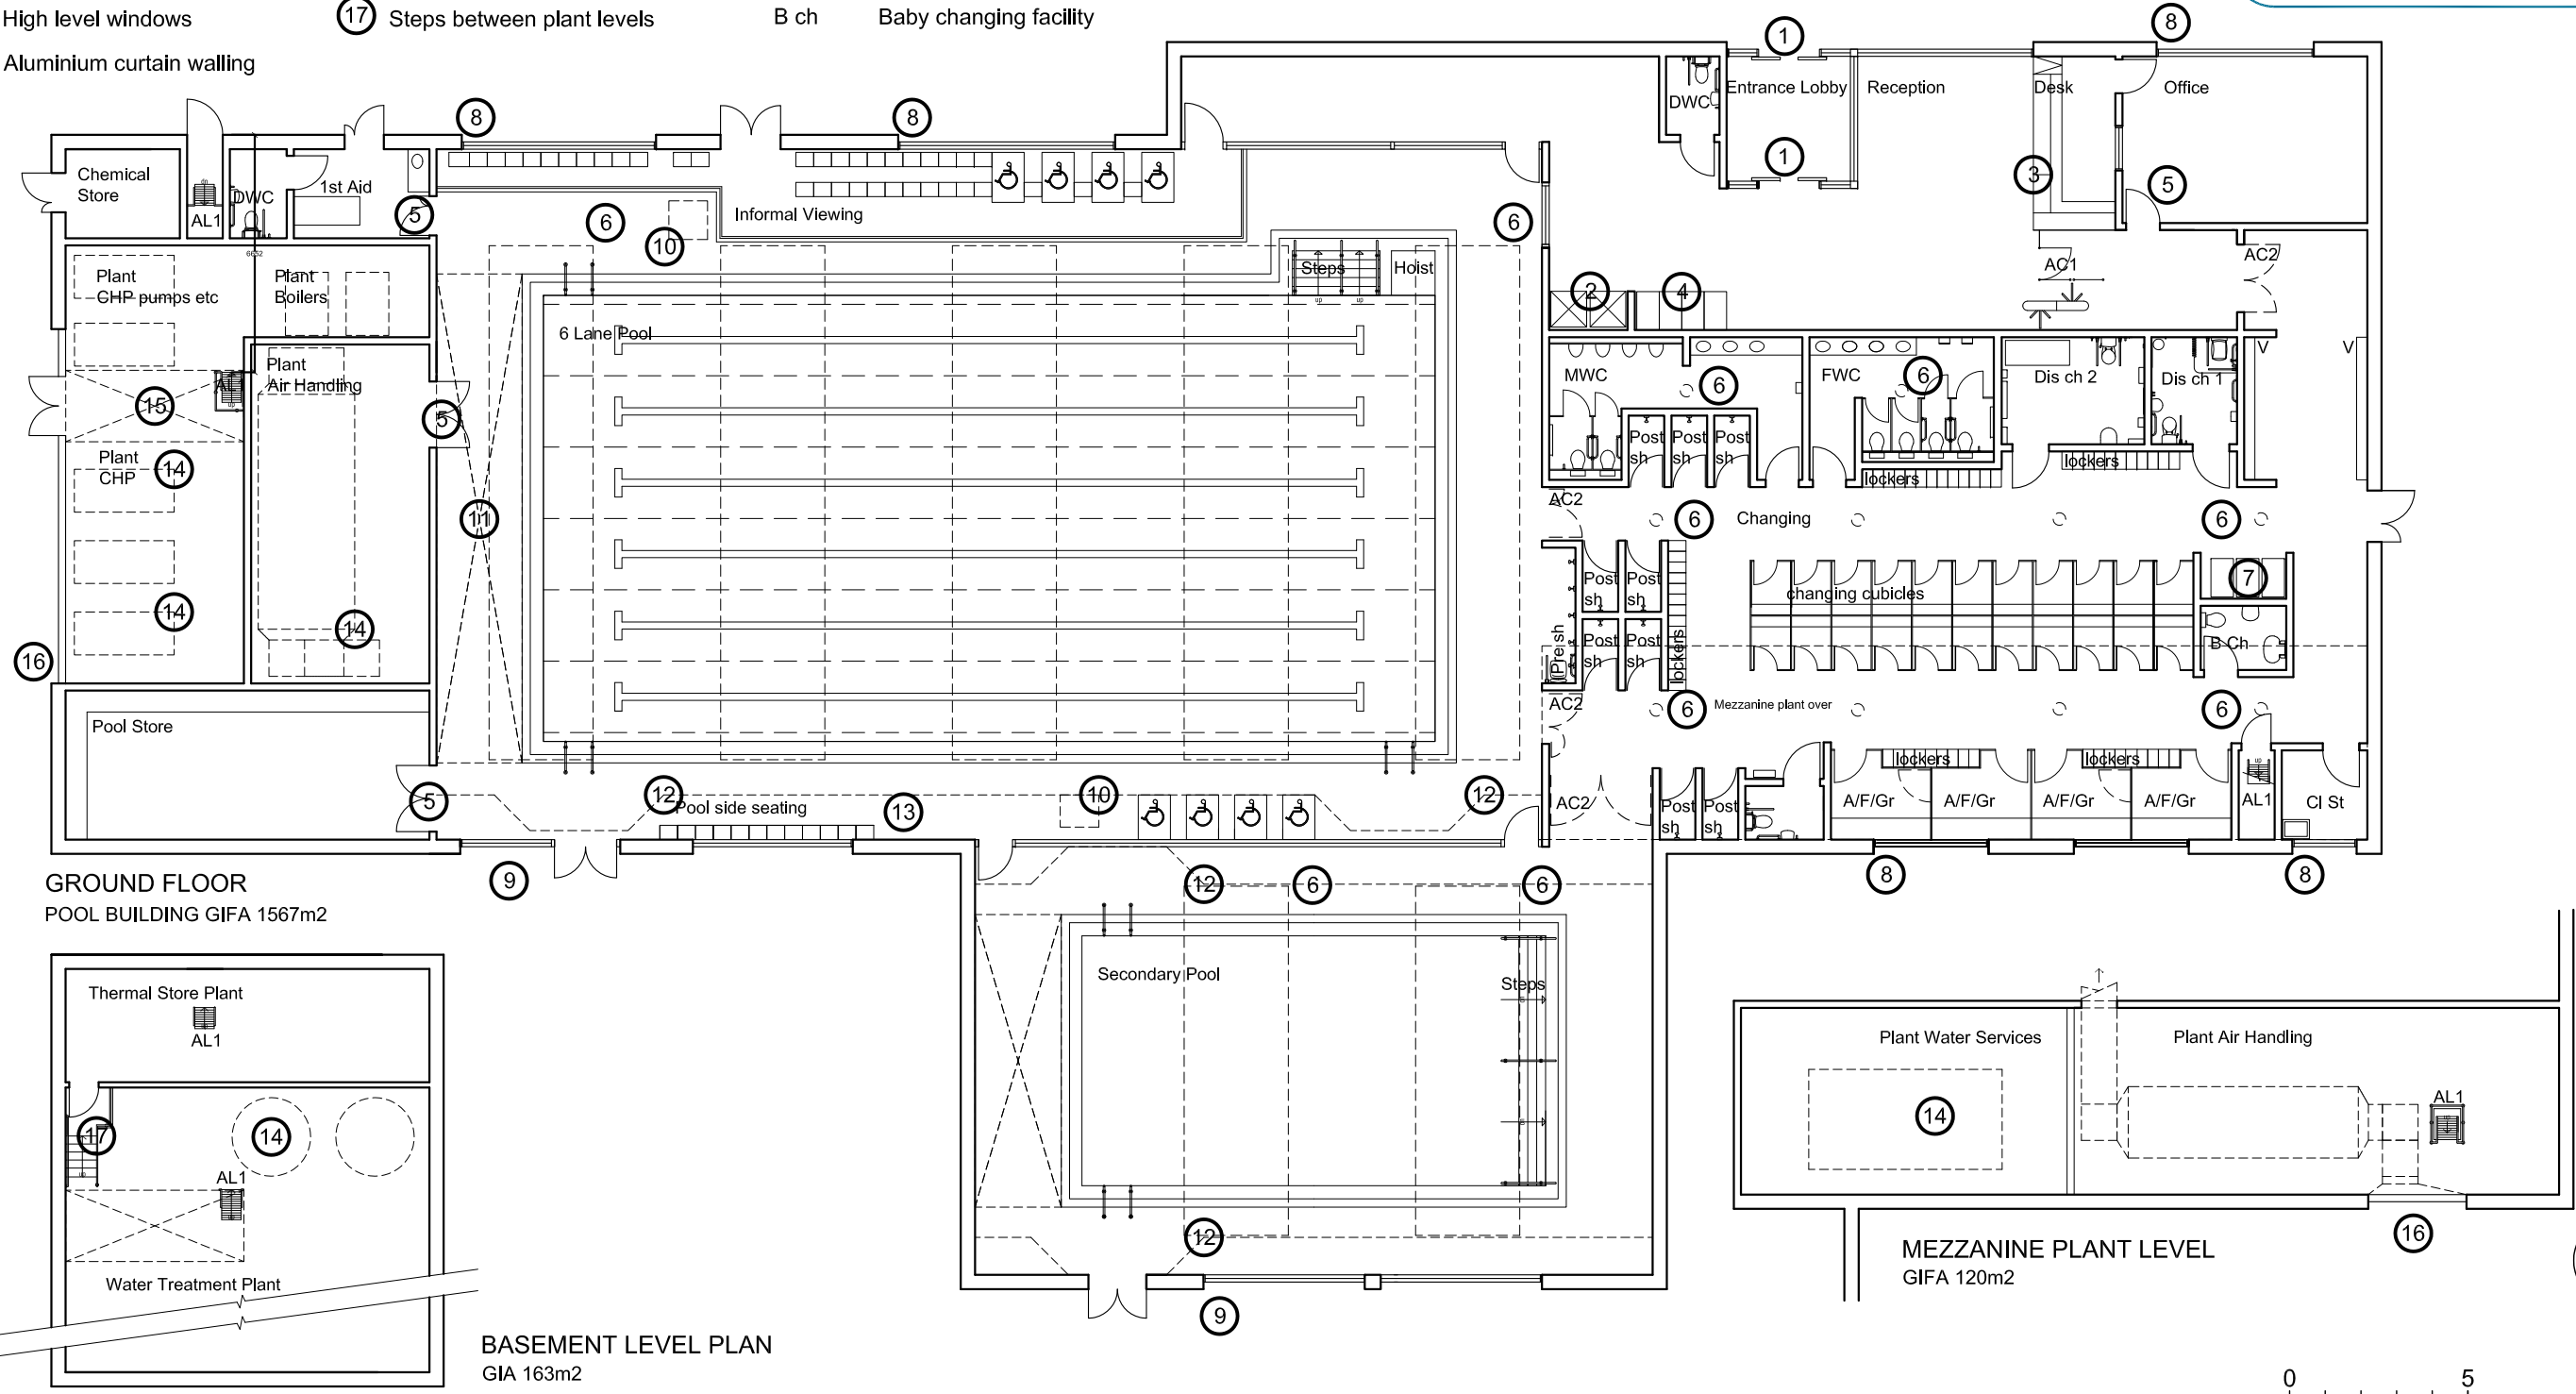 High level windows
17 Steps between plant levels
B ch Baby changing facility
Aluminium curtain walling
1
8
Entrance Lobby
Reception
Desk
Office
DWC
8
8
1
3
5
Chemical
Store
AL1
DWC
1st Aid
5
6
10
Informal Viewing
6
6652
Plant
CHP pumps etc
Plant
Boilers
Steps
up
up
Hoist
AC1
AC2
2
4
6 Lane Pool
Plant
Air Handling
AL1
up
15
5
MWC
6
FWC
6
Dis ch 2
Dis ch 1
V
V
Plant
CHP
14
Post
sh
Post
sh
Post
sh
lockers
lockers
11
AC2
6
Changing
6
14
14
Post
sh
Post
sh
changing cubicles
7
16
Pre sh
Post
sh
Post
sh
lockers
B Ch
AC2
6
Mezzanine plant over
6
Pool Store
5
12
Pool side seating
13
10
12
AC2
Post
sh
Post
sh
lockers
lockers
A/F/Gr
A/F/Gr
A/F/Gr
A/F/Gr
up
AL1
Cl St
9
12
6
6
8
8
GROUND FLOOR
POOL BUILDING GIFA 1567m2
Secondary Pool
Steps
Thermal Store Plant
AL1
17
up
14
AL1
Water Treatment Plant
12
9
BASEMENT LEVEL PLAN
GIA 163m2
Plant Water Services
Plant Air Handling
14
AL1
16
MEZZANINE PLANT LEVEL
GIFA 120m2
0 5